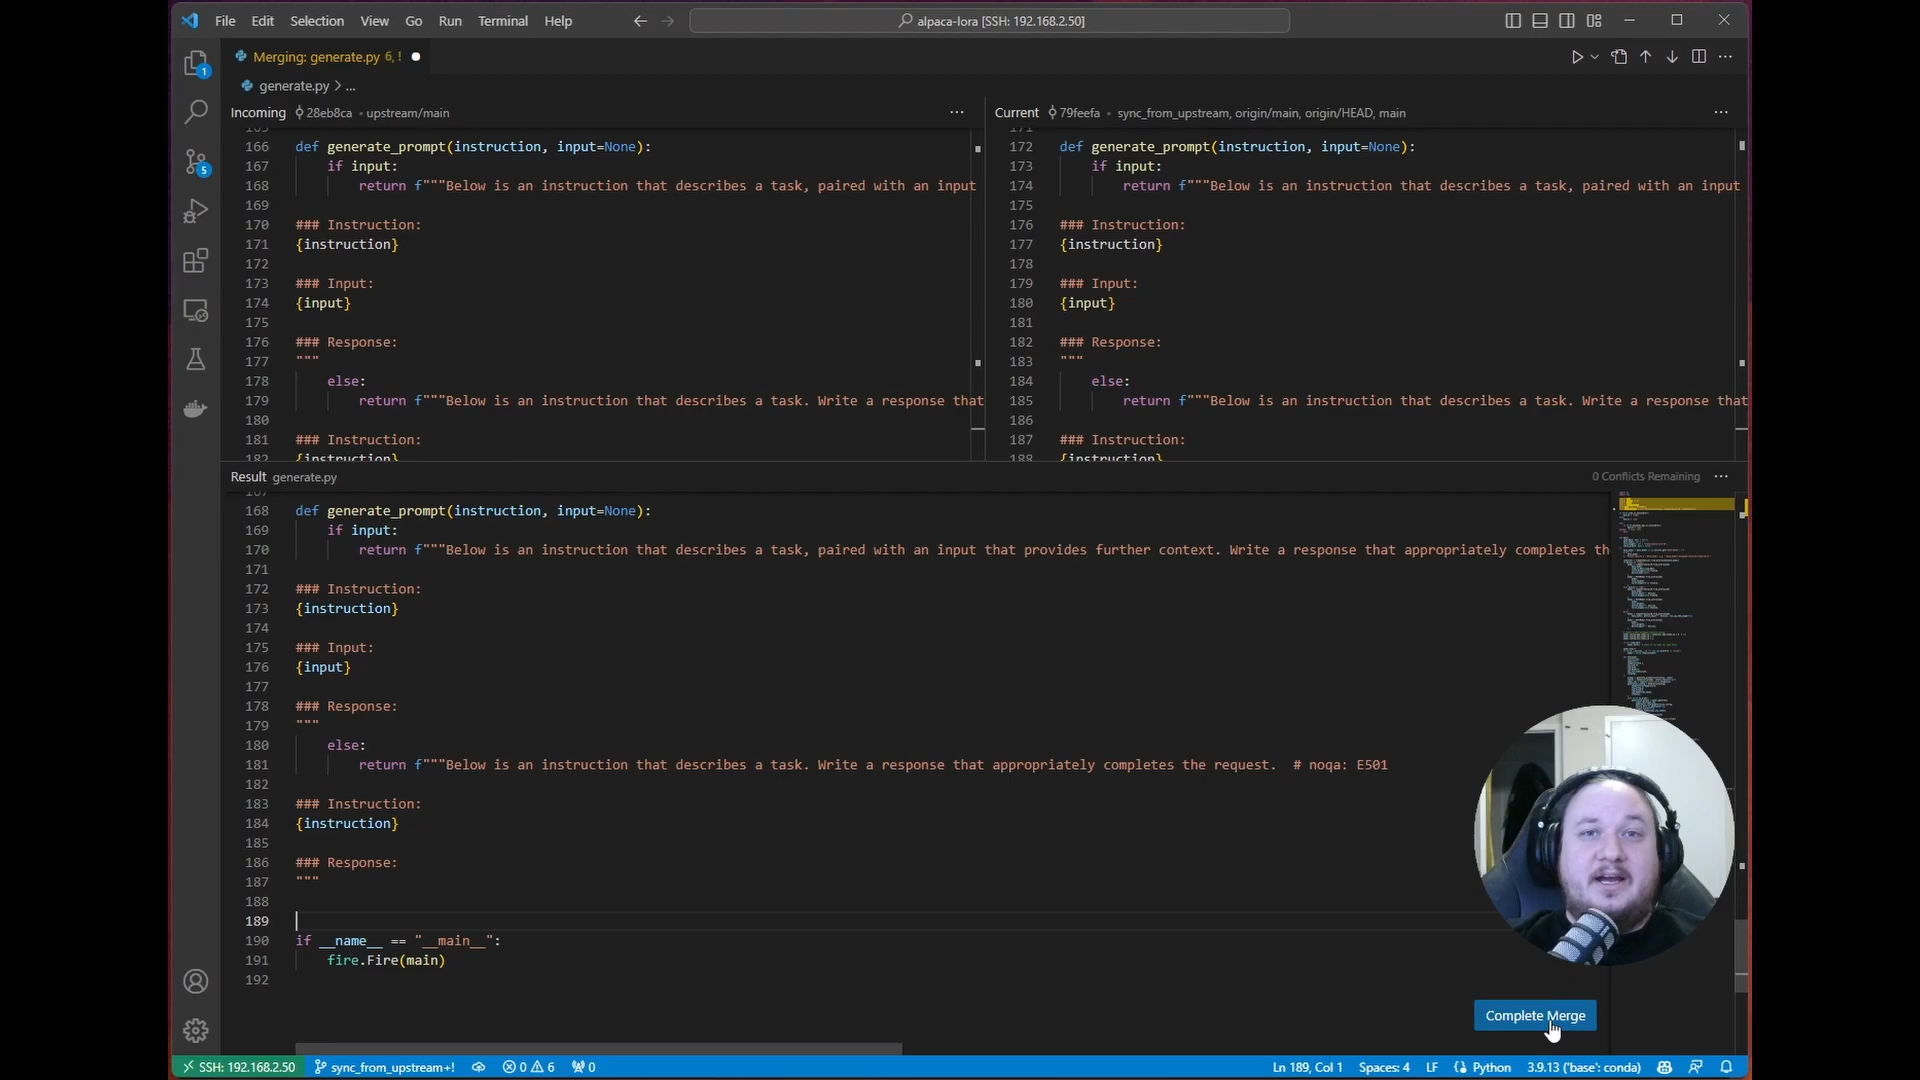 File Edit Selection View Go Run Terminal Help
alpaca-lora [SSH: 192.168.2.50]
Merging: generate.py 6, !
generate.py > ...
1
5
Incoming 28eb8ca • upstream/main
166 def generate_prompt(instruction, input=None):
167 if input:
168 return f"""Below is an instruction that describes a task, paired with an input
169
170 ### Instruction:
171 {instruction}
172
173 ### Input:
174 {input}
175
176 ### Response:
177 """
178 else:
179 return f"""Below is an instruction that describes a task. Write a response that
180
181 ### Instruction:
182 {instruction}
Current 79feefa • sync_from_upstream, origin/main, origin/HEAD, main
171
172 def generate_prompt(instruction, input=None):
173 if input:
174 return f"""Below is an instruction that describes a task, paired with an input
175
176 ### Instruction:
177 {instruction}
178
179 ### Input:
180 {input}
181
182 ### Response:
183 """
184 else:
185 return f"""Below is an instruction that describes a task. Write a response that
186
187 ### Instruction:
188 {instruction}
Result generate.py
0 Conflicts Remaining
168 def generate_prompt(instruction, input=None):
169 if input:
170 return f"""Below is an instruction that describes a task, paired with an input that provides further context. Write a response that appropriately completes th
171
172 ### Instruction:
173 {instruction}
174
175 ### Input:
176 {input}
177
178 ### Response:
179 """
180 else:
181 return f"""Below is an instruction that describes a task. Write a response that appropriately completes the request.  # noqa: E501
182
183 ### Instruction:
184 {instruction}
185
186 ### Response:
187 """
188
189
190 if __name__ == "__main__":
191 fire.Fire(main)
192
Complete Merge
SSH: 192.168.2.50 sync_from_upstream+! 0 6 0 Ln 189, Col 1 Spaces: 4 LF Python 3.9.13 ('base': conda)